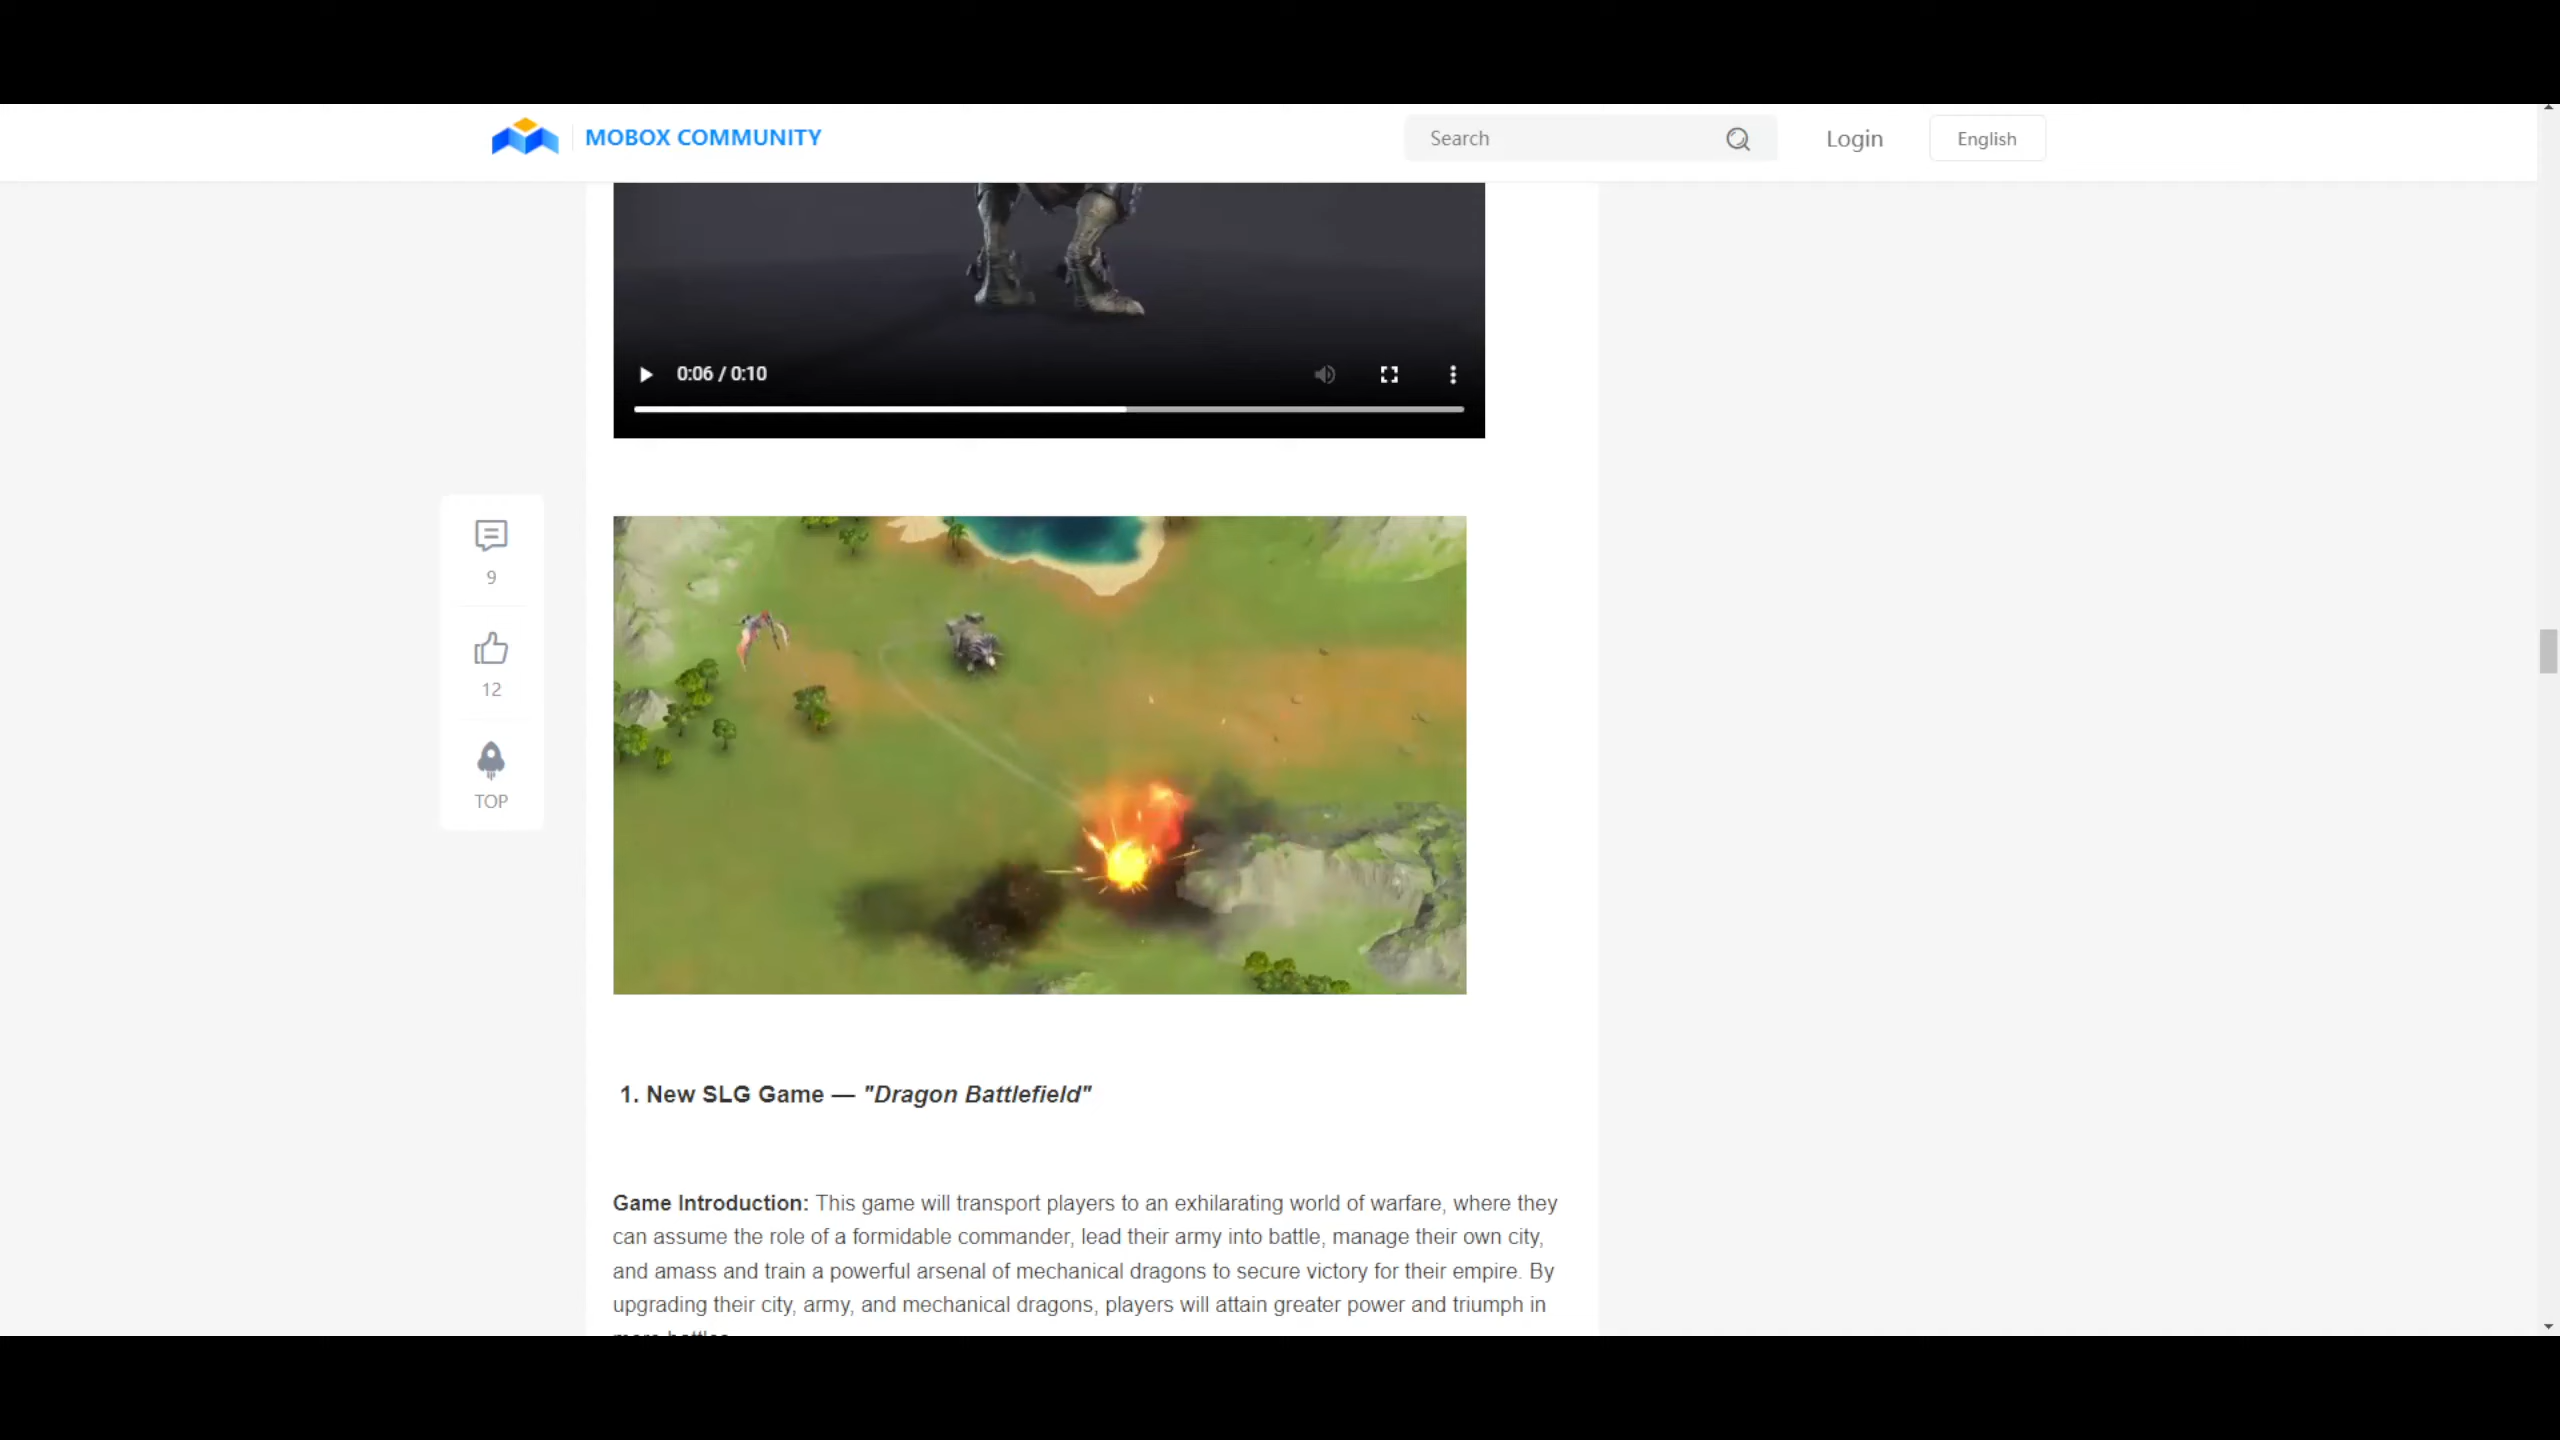 MOBOX COMMUNITY
Search
Login
English
0:06 / 0:10
9
12
TOP
1. New SLG Game — "Dragon Battlefield"
Game Introduction: This game will transport players to an exhilarating world of warfare, where they
can assume the role of a formidable commander, lead their army into battle, manage their own city,
and amass and train a powerful arsenal of mechanical dragons to secure victory for their empire. By
upgrading their city, army, and mechanical dragons, players will attain greater power and triumph in
more battles.